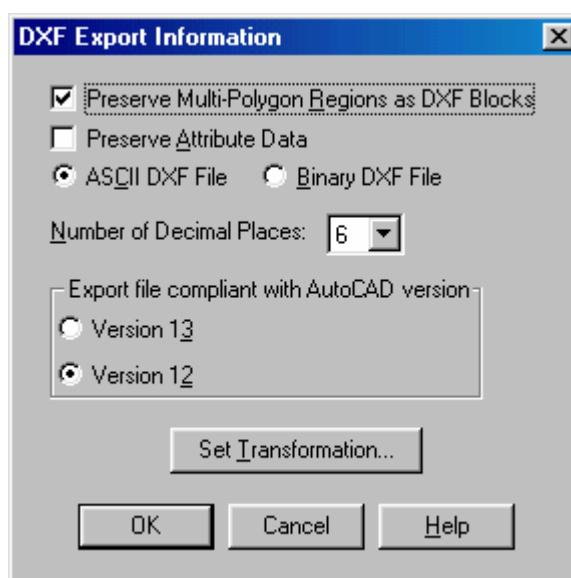 DXF Export Information
Preserve Multi-Polygon Regions as DXF Blocks
Preserve Attribute Data
ASCII DXF File Binary DXF File
Number of Decimal Places: 6
Export file compliant with AutoCAD version
Version 13
Version 12
Set Transformation...
OK Cancel Help